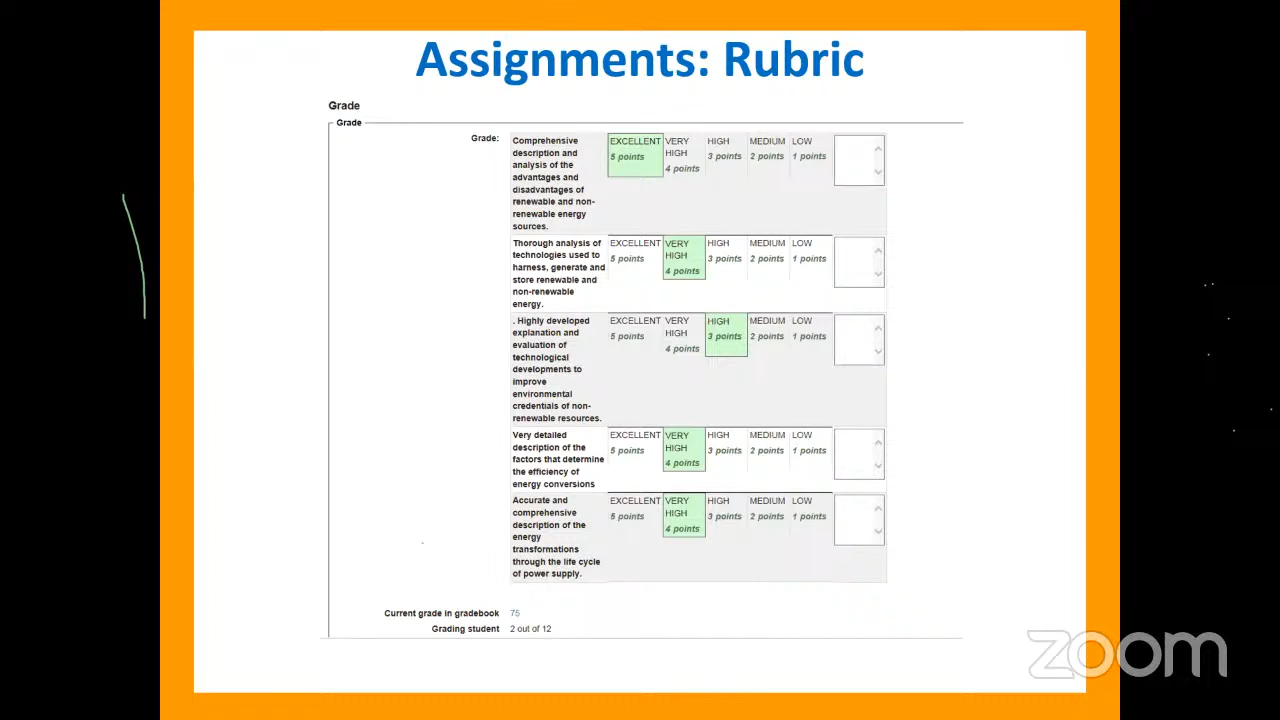 Assignments: Rubric
Grade
Grade
Grade:
Comprehensive
description and
analysis of the
advantages and
disadvantages of
renewable and non-
renewable energy
sources.
EXCELLENT
5 points
VERY
HIGH
4 points
HIGH
3 points
MEDIUM
2 points
LOW
1 points
Thorough analysis of
technologies used to
harness, generate and
store renewable and
non-renewable
energy.
EXCELLENT
5 points
VERY
HIGH
4 points
HIGH
3 points
MEDIUM
2 points
LOW
1 points
. Highly developed
explanation and
evaluation of
technological
developments to
improve
environmental
credentials of non-
renewable resources.
EXCELLENT
5 points
VERY
HIGH
4 points
HIGH
3 points
MEDIUM
2 points
LOW
1 points
Very detailed
description of the
factors that determine
the efficiency of
energy conversions
EXCELLENT
5 points
VERY
HIGH
4 points
HIGH
3 points
MEDIUM
2 points
LOW
1 points
Accurate and
comprehensive
description of the
energy
transformations
through the life cycle
of power supply.
EXCELLENT
5 points
VERY
HIGH
4 points
HIGH
3 points
MEDIUM
2 points
LOW
1 points
Current grade in gradebook 75
Grading student 2 out of 12
zoom